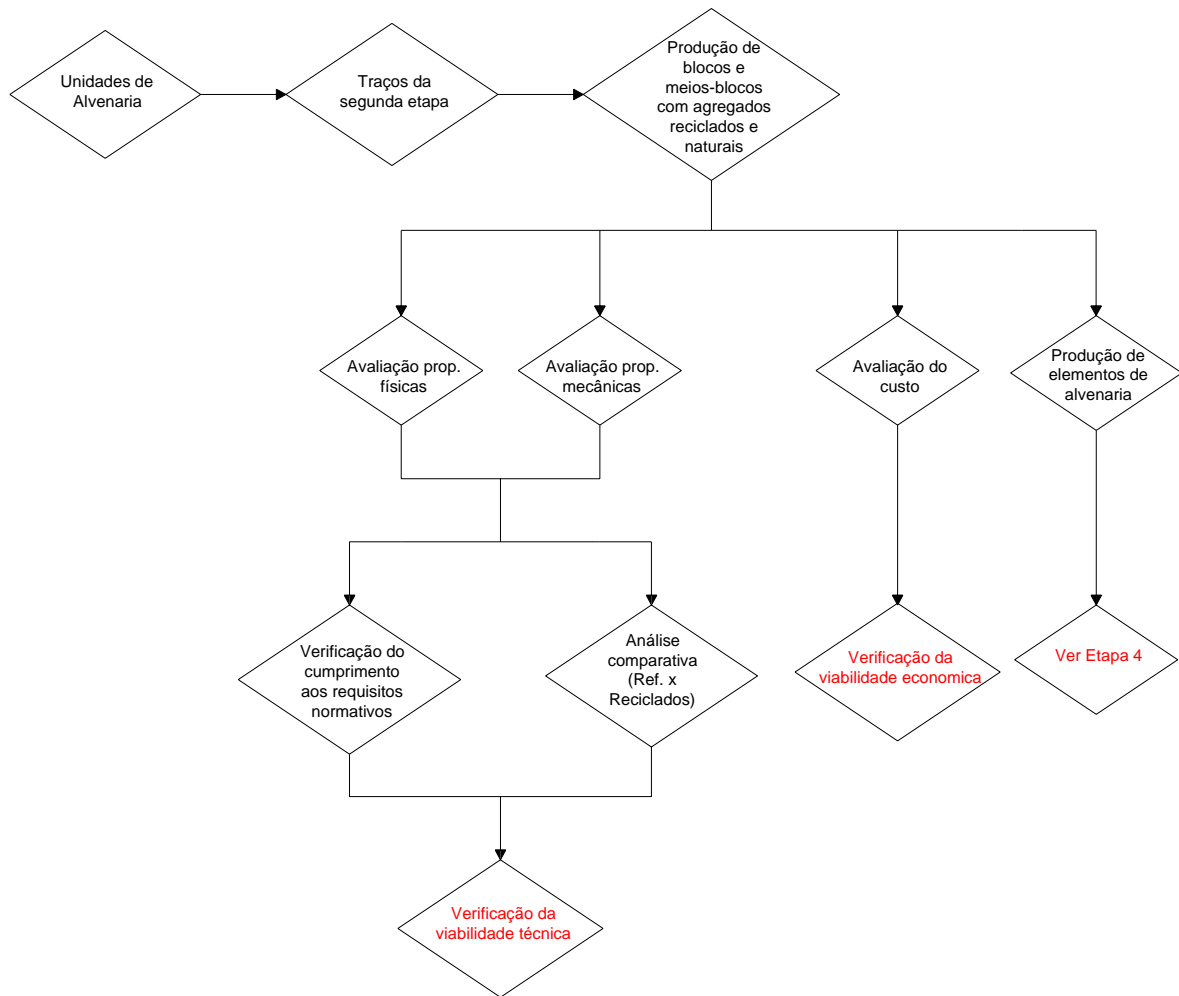 Unidades de
Alvenaria
Traços da
segunda etapa
Produção de
blocos e
meios-blocos
com agregados
reciclados e
naturais
Avaliação prop.
físicas
Avaliação prop.
mecânicas
Avaliação do
custo
Produção de
elementos de
alvenaria
Verificação do
cumprimento
aos requisitos
normativos
Análise
comparativa
(Ref. x
Reciclados)
Verificação da
viabilidade economica
Ver Etapa 4
Verificação da
viabilidade técnica